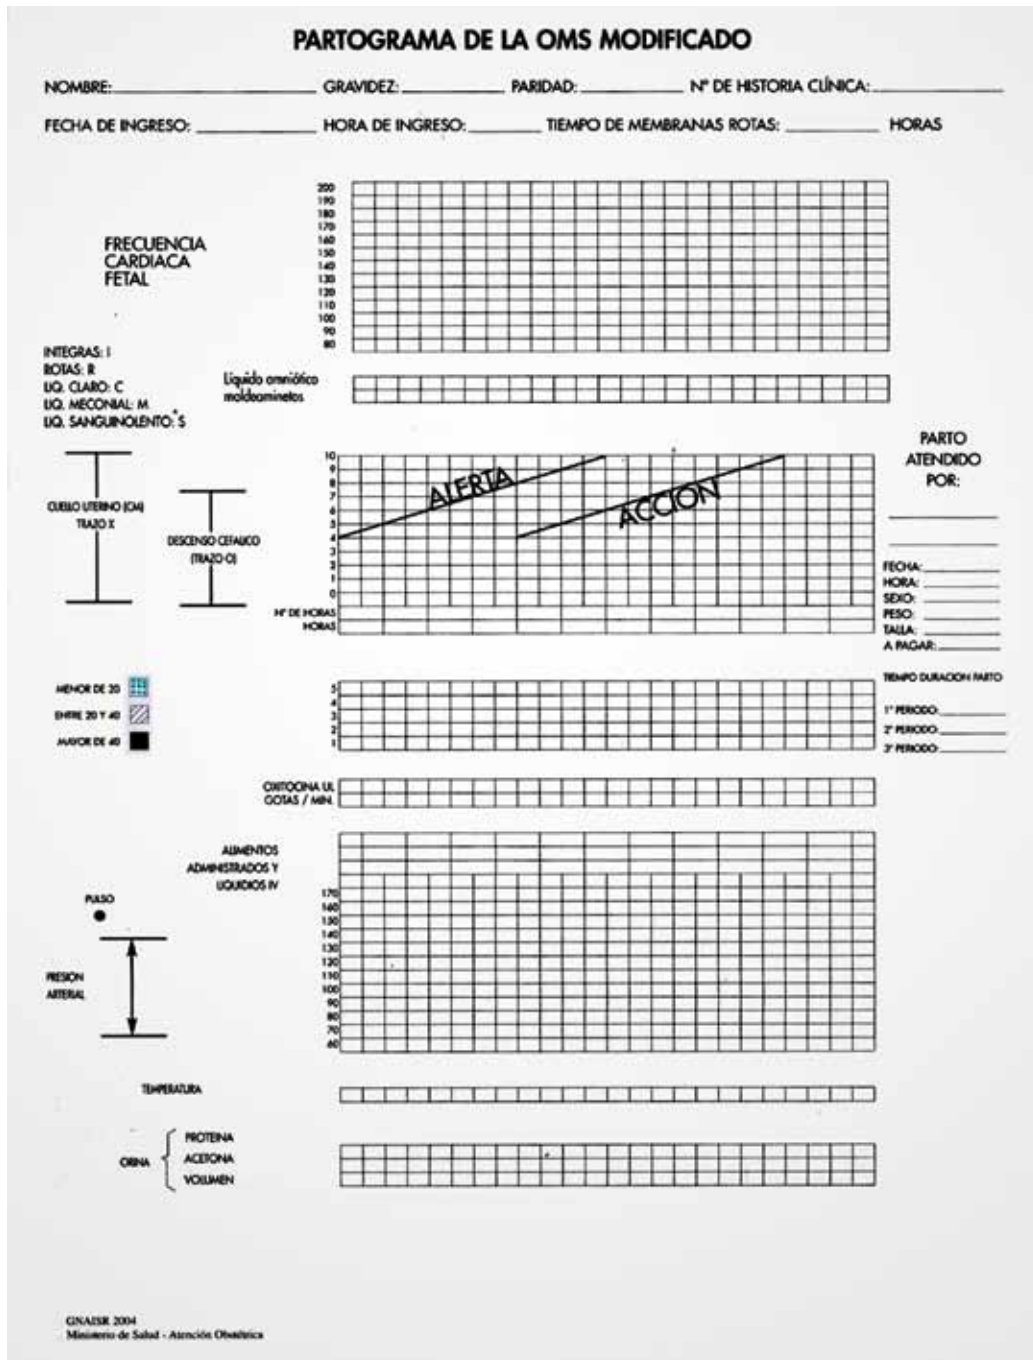 PARTOGRAMA DE LA OMS MODIFICADO
NOMBRE: GRAVIDEZ: PARIDAD: Nº DE HISTORIA CLÍNICA:
FECHA DE INGRESO: HORA DE INGRESO: TIEMPO DE MEMBRANAS ROTAS: HORAS
200
190
180
170
160
150
140
130
120
110
100
90
80
FRECUENCIA
CARDIACA
FETAL
INTEGRAS: I
ROTAS: R
LIQ. CLARO: C
LIQ. MECONIAL: M
LIQ. SANGUINOLENTO: S
Líquido amniótico
moldeaminetos
CUELLO UTERINO (CM)
TRAZO X
DESCENSO CEFALICO
(TRAZO O)
10
9
8
7
6
5
4
3
2
1
0
ALERTA
ACCION
Nº DE HORAS
HORAS
PARTO
ATENDIDO
POR:
FECHA:
HORA:
SEXO:
PESO:
TALLA:
A PAGAR:
MENOR DE 20
ENTRE 20 Y 40
MAYOR DE 40
5
4
3
2
1
TIEMPO DURACION PARTO
1º PERIODO:
2º PERIODO:
3º PERIODO:
OXITOCINA UI.
GOTAS / MIN.
ALIMENTOS
ADMINISTRADOS Y
LIQUIDIOS IV
PULSO
PRESION
ARTERIAL
170
160
150
140
130
120
110
100
90
80
70
60
TEMPERATURA
ORINA
PROTEINA
ACETONA
VOLUMEN
GNAISR 2004
Ministerio de Salud - Atención Obstétrica